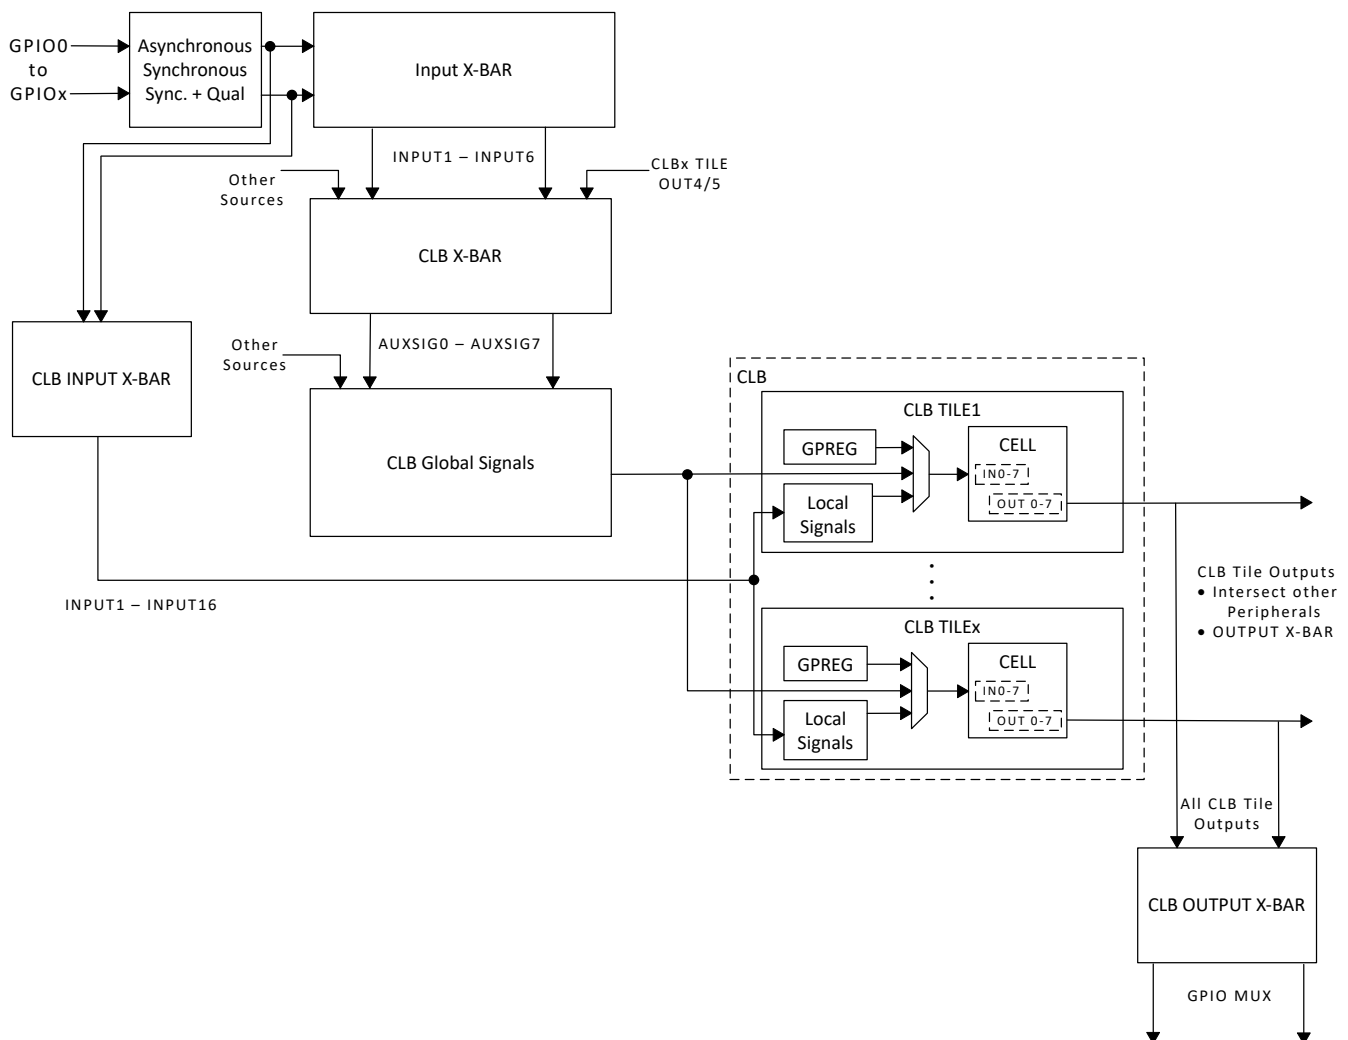 GPIO0
to
GPIOx
Asynchronous
Synchronous
Sync. + Qual
Input X-BAR
INPUT1 – INPUT6
Other
Sources
CLBx TILE
OUT4/5
CLB X-BAR
AUXSIG0 – AUXSIG7
Other
Sources
CLB INPUT X-BAR
CLB Global Signals
INPUT1 – INPUT16
CLB
CLB TILE1
GPREG
Local
Signals
CELL
IN0-7
OUT 0-7
CLB TILEx
GPREG
Local
Signals
CELL
IN0-7
OUT 0-7
CLB Tile Outputs
• Intersect other
Peripherals
• OUTPUT X-BAR
All CLB Tile
Outputs
CLB OUTPUT X-BAR
GPIO MUX